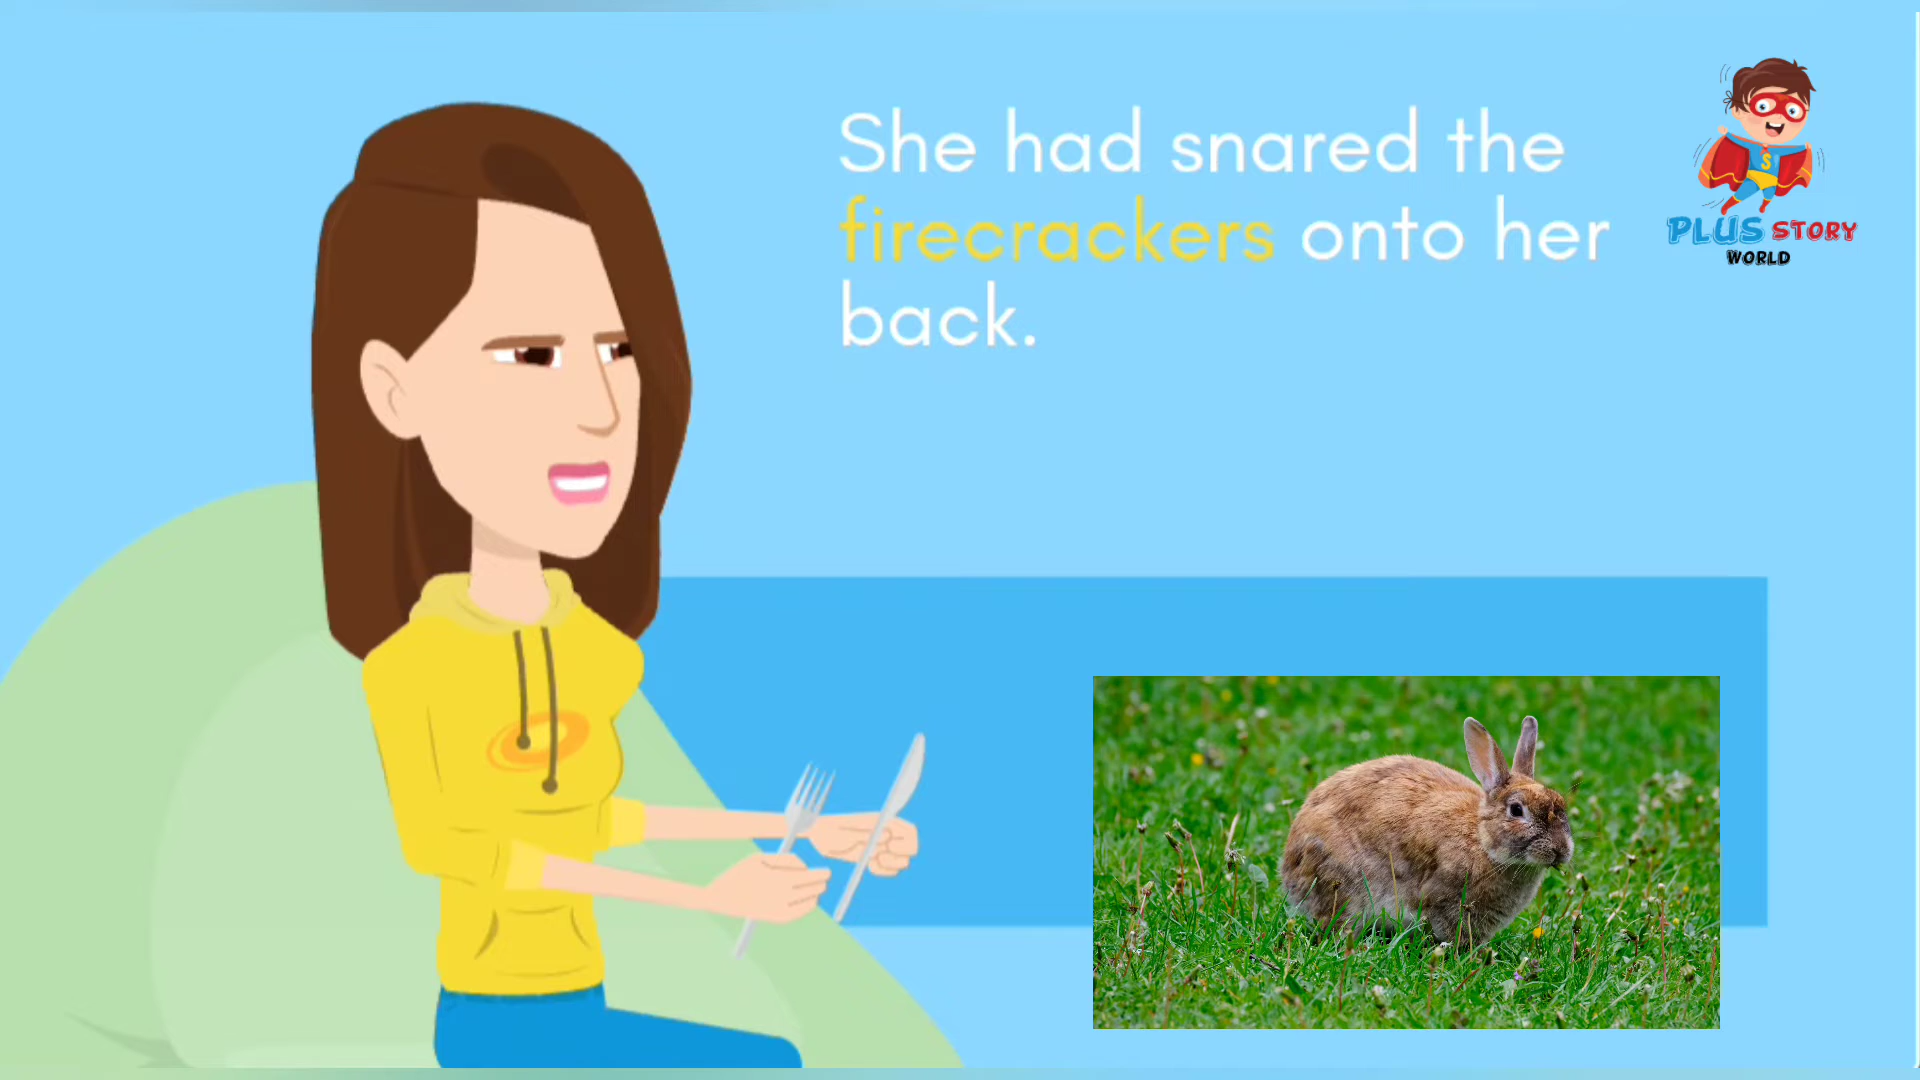 She had snared the
firecrackers onto her
back.
S
PLUS STORY
WORLD